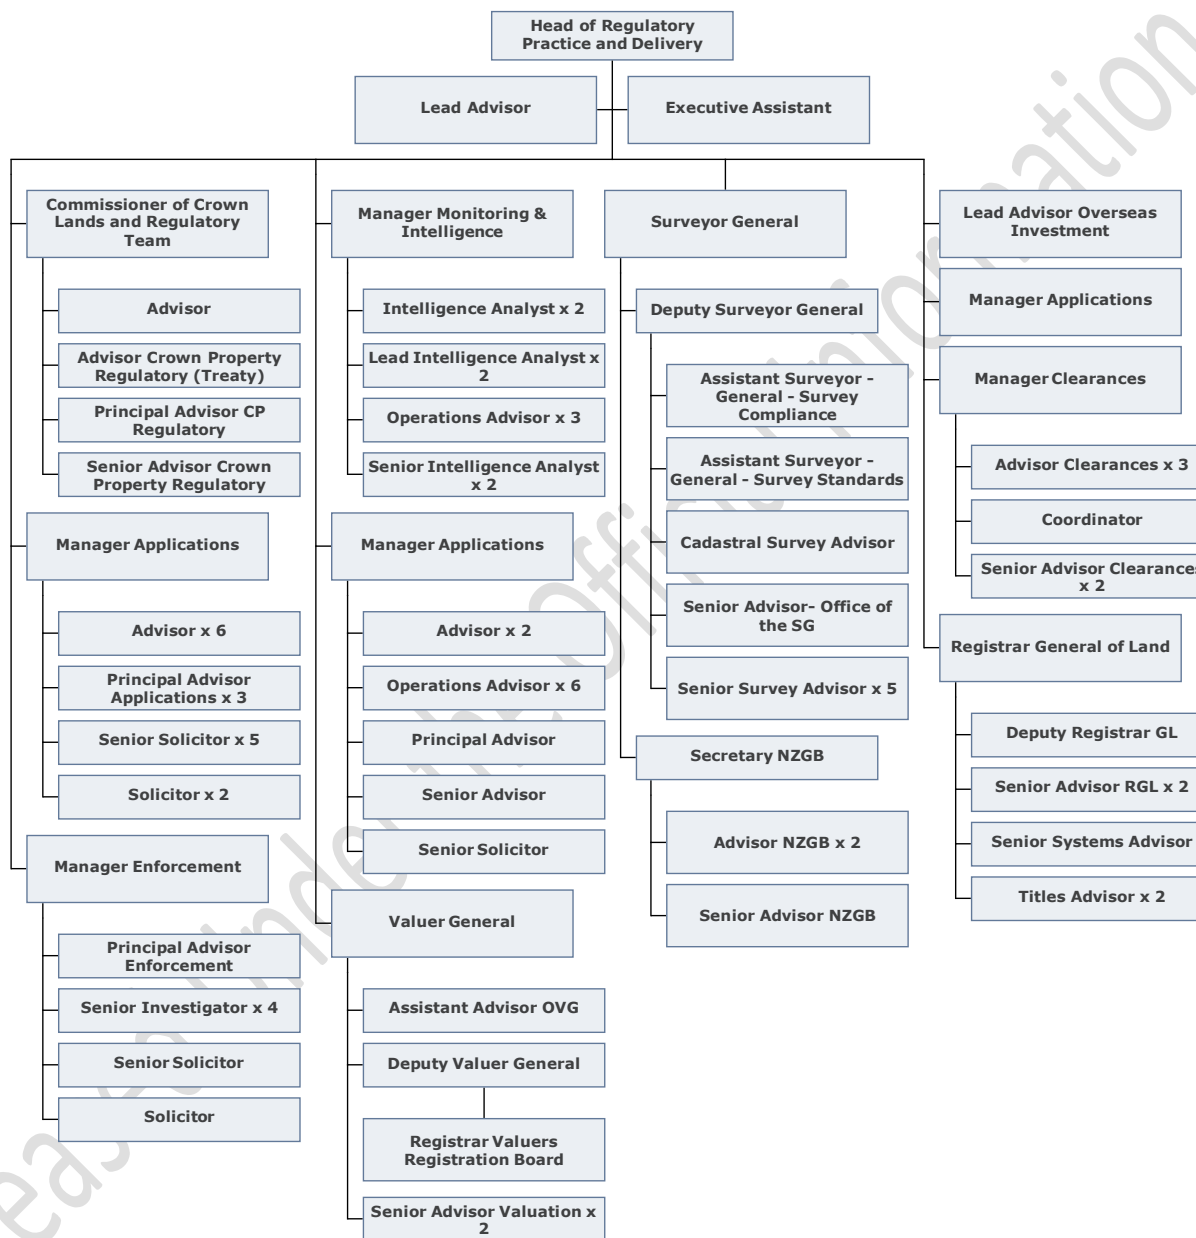 Head of Regulatory
Practice and Delivery
Lead Advisor
Executive Assistant
Commissioner of Crown
Lands and Regulatory
Team
Advisor
Advisor Crown Property
Regulatory (Treaty)
Principal Advisor CP
Regulatory
Senior Advisor Crown
Property Regulatory
Manager Applications
Advisor x 6
Principal Advisor
Applications x 3
Senior Solicitor x 5
Solicitor x 2
Manager Enforcement
Principal Advisor
Enforcement
Senior Investigator x 4
Senior Solicitor
Solicitor
Manager Monitoring &
Intelligence
Intelligence Analyst x 2
Lead Intelligence Analyst x
2
Operations Advisor x 3
Senior Intelligence Analyst
x 2
Manager Applications
Advisor x 2
Operations Advisor x 6
Principal Advisor
Senior Advisor
Senior Solicitor
Valuer General
Assistant Advisor OVG
Deputy Valuer General
Registrar Valuers
Registration Board
Senior Advisor Valuation x
2
Surveyor General
Deputy Surveyor General
Assistant Surveyor -
General - Survey
Compliance
Assistant Surveyor -
General - Survey Standards
Cadastral Survey Advisor
Senior Advisor- Office of
the SG
Senior Survey Advisor x 5
Secretary NZGB
Advisor NZGB x 2
Senior Advisor NZGB
Lead Advisor Overseas
Investment
Manager Applications
Manager Clearances
Advisor Clearances x 3
Coordinator
Senior Advisor Clearances
x 2
Registrar General of Land
Deputy Registrar GL
Senior Advisor RGL x 2
Senior Systems Advisor
Titles Advisor x 2